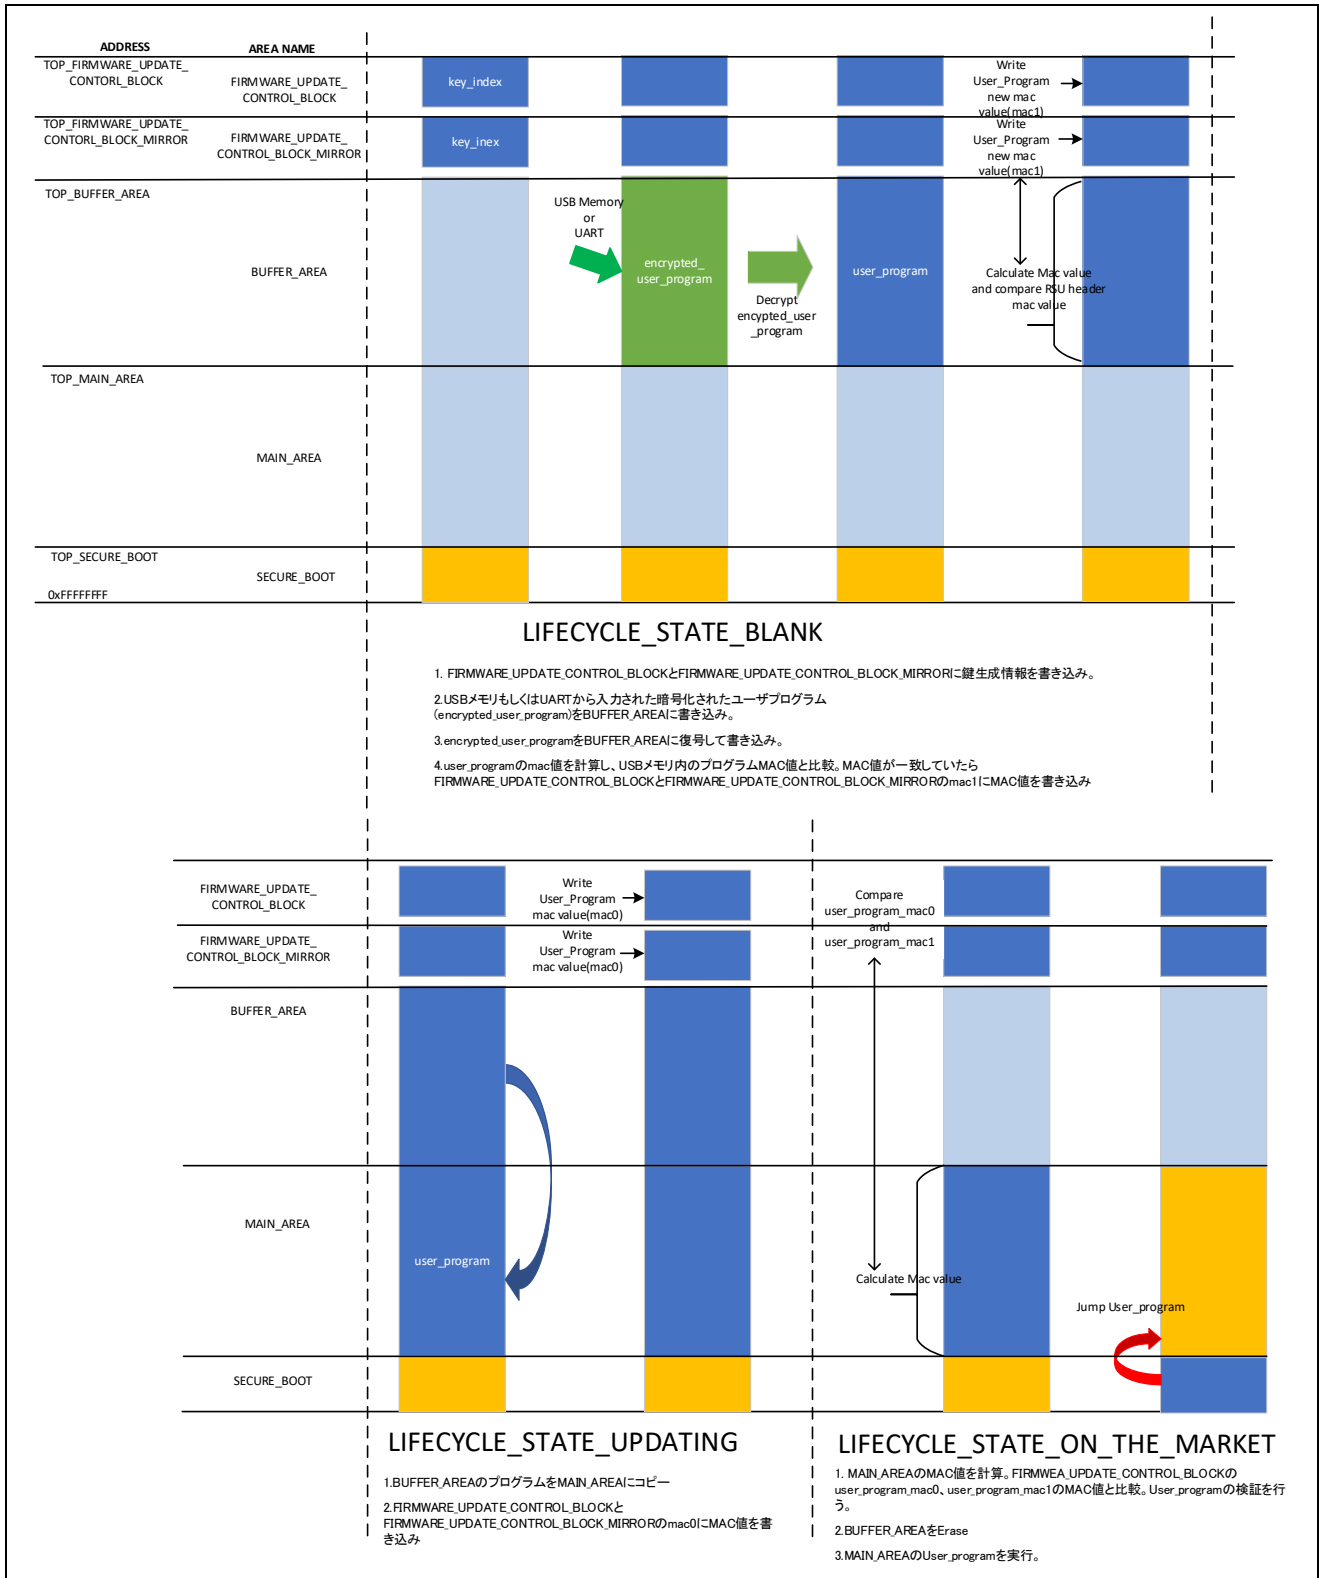 ADDRESS
AREA NAME
TOP_FIRMWARE_UPDATE_
CONTORL_BLOCK
FIRMWARE_UPDATE_
CONTROL_BLOCK
key_index
Write
User_Program
new mac
value(mac1)
TOP_FIRMWARE_UPDATE_
CONTORL_BLOCK_MIRROR
FIRMWARE_UPDATE_
CONTROL_BLOCK_MIRROR
key_inex
Write
User_Program
new mac
value(mac1)
TOP_BUFFER_AREA
BUFFER_AREA
USB Memory
or
UART
encrypted_
user_program
Decrypt
encypted_user
_program
user_program
Calculate Mac value
and compare RSU header
mac value
TOP_MAIN_AREA
MAIN_AREA
TOP_SECURE_BOOT
SECURE_BOOT
0xFFFFFFFF
LIFECYCLE_STATE_BLANK
1. FIRMWARE_UPDATE_CONTROL_BLOCKとFIRMWARE_UPDATE_CONTROL_BLOCK_MIRRORに鍵生成情報を書き込み。
2.USBメモリもしくはUARTから入力された暗号化されたユーザプログラム
(encrypted_user_program)をBUFFER_AREAに書き込み。
3.encrypted_user_programをBUFFER_AREAに復号して書き込み。
4.user_programのmac値を計算し、USBメモリ内のプログラムMAC値と比較。MAC値が一致していたら
FIRMWARE_UPDATE_CONTROL_BLOCKとFIRMWARE_UPDATE_CONTROL_BLOCK_MIRRORのmac1にMAC値を書き込み
FIRMWARE_UPDATE_
CONTROL_BLOCK
Write
User_Program
mac value(mac0)
Compare
user_program_mac0
and
user_program_mac1
FIRMWARE_UPDATE_
CONTROL_BLOCK_MIRROR
Write
User_Program
mac value(mac0)
BUFFER_AREA
MAIN_AREA
user_program
Calculate Mac value
Jump User_program
SECURE_BOOT
LIFECYCLE_STATE_UPDATING
1.BUFFER_AREAのプログラムをMAIN_AREAにコピー
2.FIRMWARE_UPDATE_CONTROL_BLOCKと
FIRMWARE_UPDATE_CONTROL_BLOCK_MIRRORのmac0にMAC値を書
き込み
LIFECYCLE_STATE_ON_THE_MARKET
1. MAIN_AREAのMAC値を計算。FIRMWEA_UPDATE_CONTROL_BLOCKの
user_program_mac0、user_program_mac1のMAC値と比較。User_programの検証を行
う。
2.BUFFER_AREAをErase
3.MAIN_AREAのUser_programを実行。